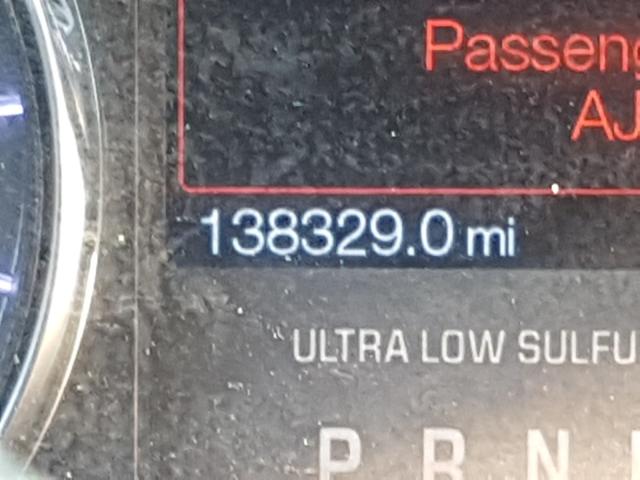 Passeng
AJ
138329.0 mi
ULTRA LOW SULFU
P R N